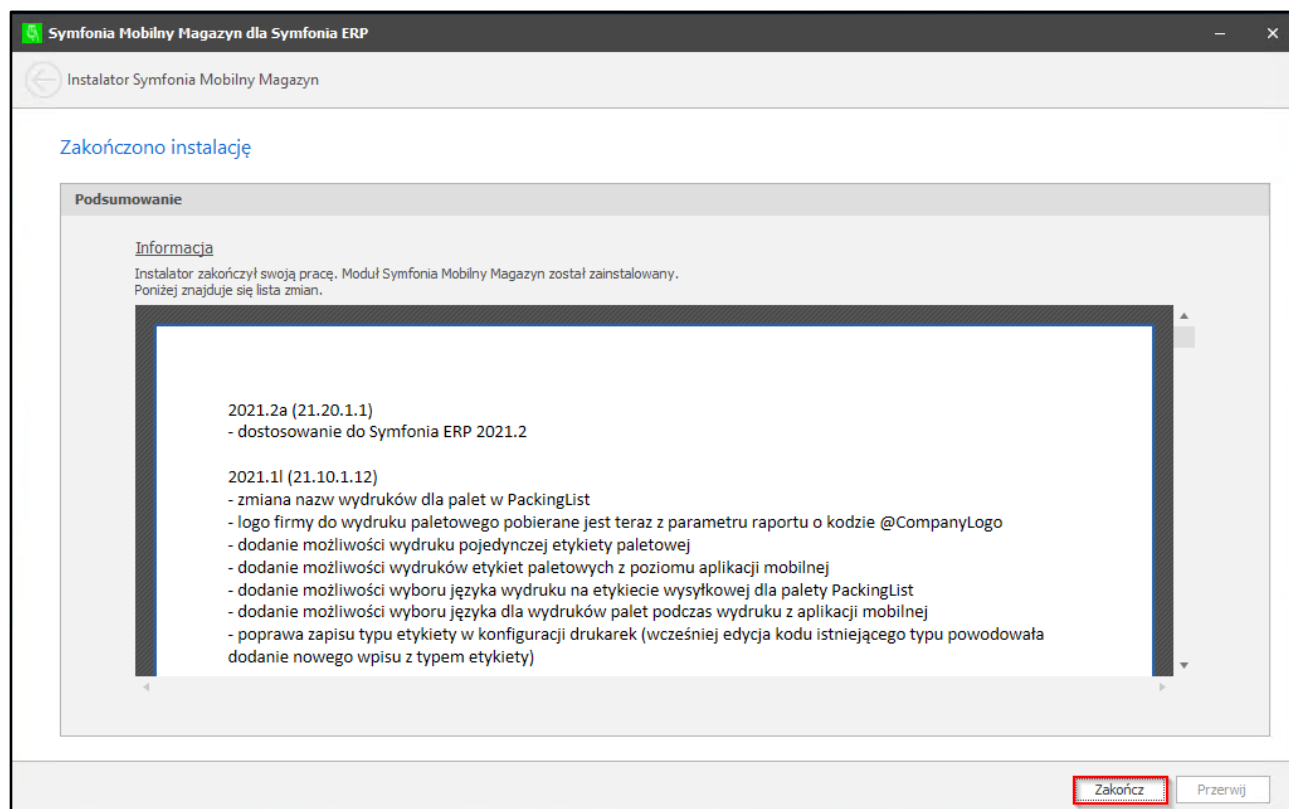 Symfonia Mobilny Magazyn dla Symfonia ERP
Instalator Symfonia Mobilny Magazyn
Zakończono instalację
Podsumowanie
Informacja
Instalator zakończył swoją pracę. Moduł Symfonia Mobilny Magazyn został zainstalowany.
Poniżej znajduje się lista zmian.
2021.2a (21.20.1.1)
- dostosowanie do Symfonia ERP 2021.2
2021.1l (21.10.1.12)
- zmiana nazw wydruków dla palet w PackingList
- logo firmy do wydruku paletowego pobierane jest teraz z parametru raportu o kodzie @CompanyLogo
- dodanie możliwości wydruku pojedynczej etykiety paletowej
- dodanie możliwości wydruków etykiet paletowych z poziomu aplikacji mobilnej
- dodanie możliwości wyboru języka wydruku na etykiecie wysyłkowej dla palety PackingList
- dodanie możliwości wyboru języka dla wydruków palet podczas wydruku z aplikacji mobilnej
- poprawa zapisu typu etykiety w konfiguracji drukarek (wcześniej edycja kodu istniejącego typu powodowała
dodanie nowego wpisu z typem etykiety)
Zakończ
Przerwij